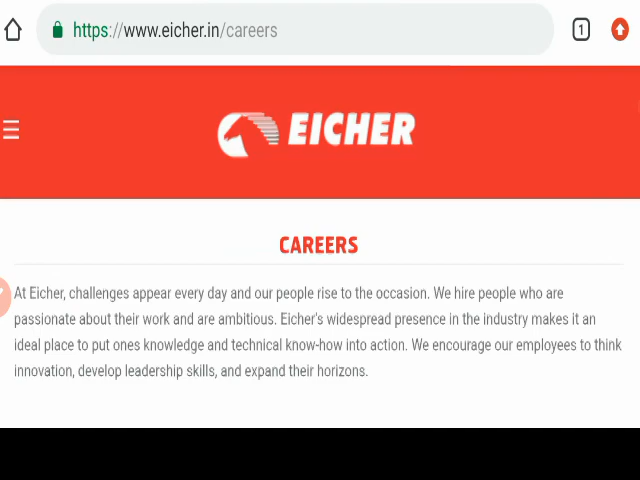 https://www.eicher.in/careers
1
EICHER
CAREERS
At Eicher, challenges appear every day and our people rise to the occasion. We hire people who are
passionate about their work and are ambitious. Eicher's widespread presence in the industry makes it an
ideal place to put ones knowledge and technical know-how into action. We encourage our employees to think
innovation, develop leadership skills, and expand their horizons.